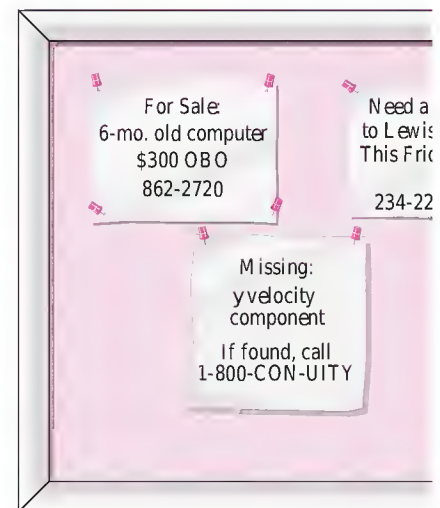 For Sale:
6-mo. old computer
$300 OBO
862-2720
Need a
to Lewis
This Frid
234-22
Missing:
y velocity
component
If found, call
1-800-CON-UITY